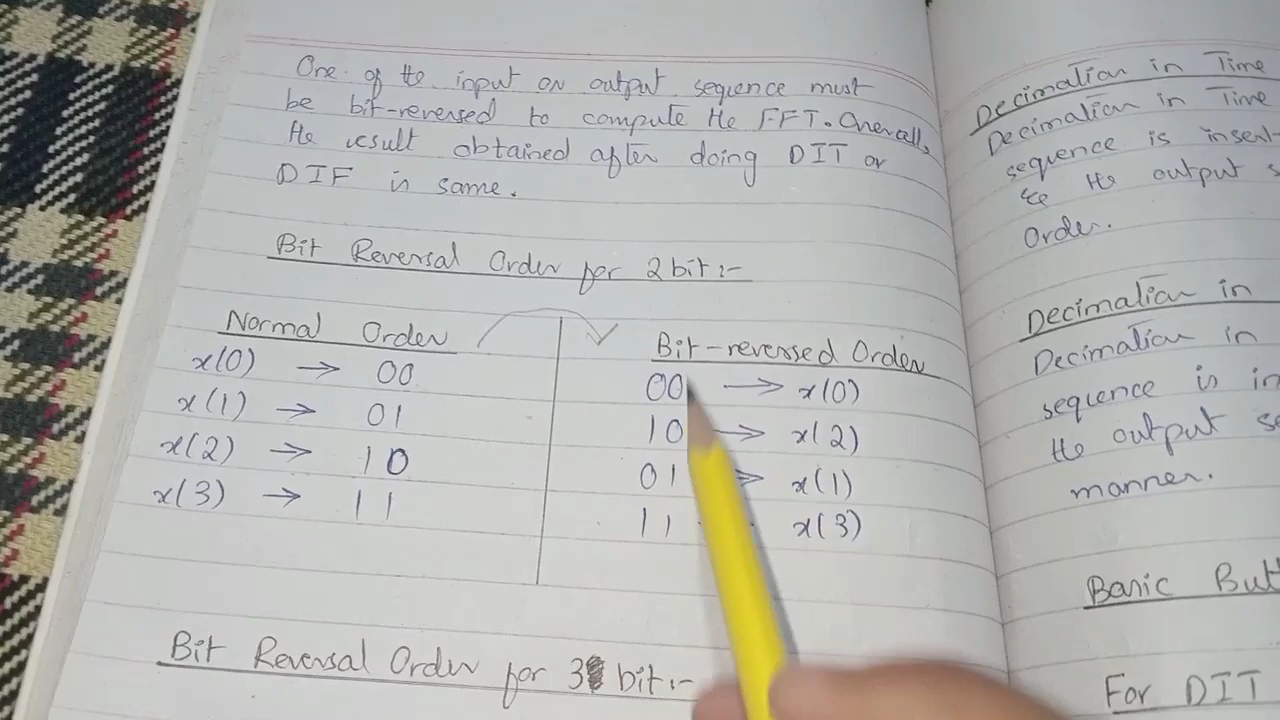 One of the input or output sequence must
be bit-reversed to compute the FFT. Overall,
the result obtained after doing DIT or
DIF is same.
Bit Reversal Order for 2 bit :-
Normal Order
x(0) → 00
x(1) → 01
x(2) → 10
x(3) → 11
Bit-reversed Order
00 → x(0)
10 → x(2)
01 → x(1)
11 x(3)
Bit Reversal Order for 3 bit :-
Decimation in Time
Decimation in Time
sequence is
the output
Order.
Decimation in
Decimation in
sequence is in
the output
manner.
Basic
For DIT